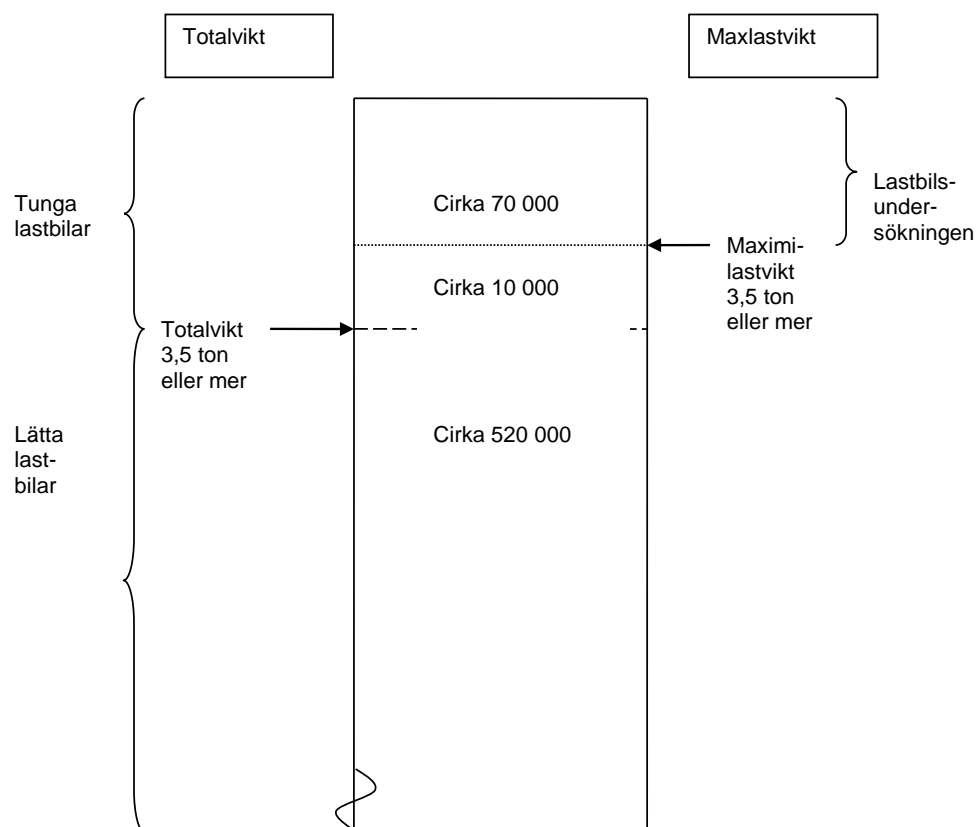 Totalvikt
Maxlastvikt
Tunga
lastbilar
Cirka 70 000
Lastbils-
under-
sökningen
Maximi-
lastvikt
3,5 ton
eller mer
Cirka 10 000
Totalvikt
3,5 ton
eller mer
Lätta
last-
bilar
Cirka 520 000